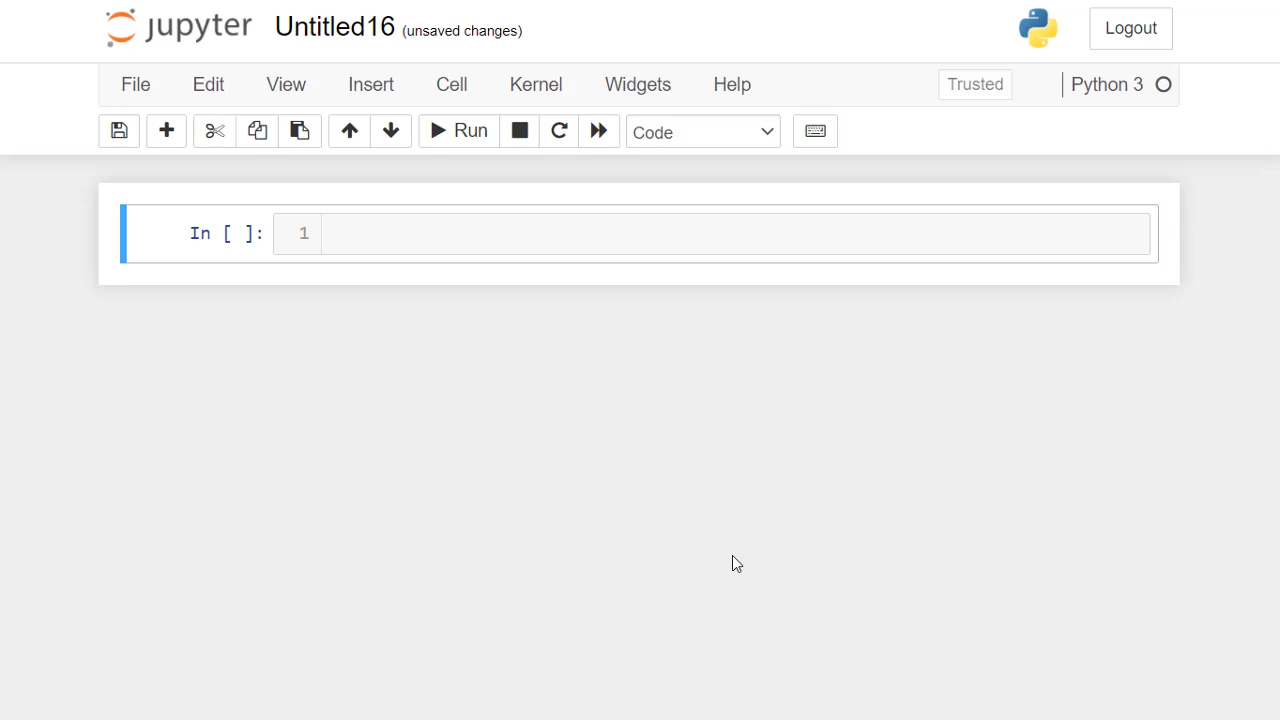 jupyter Untitled16 (unsaved changes) Logout
File Edit View Insert Cell Kernel Widgets Help Trusted Python 3
Run Code
In [ ]: 1